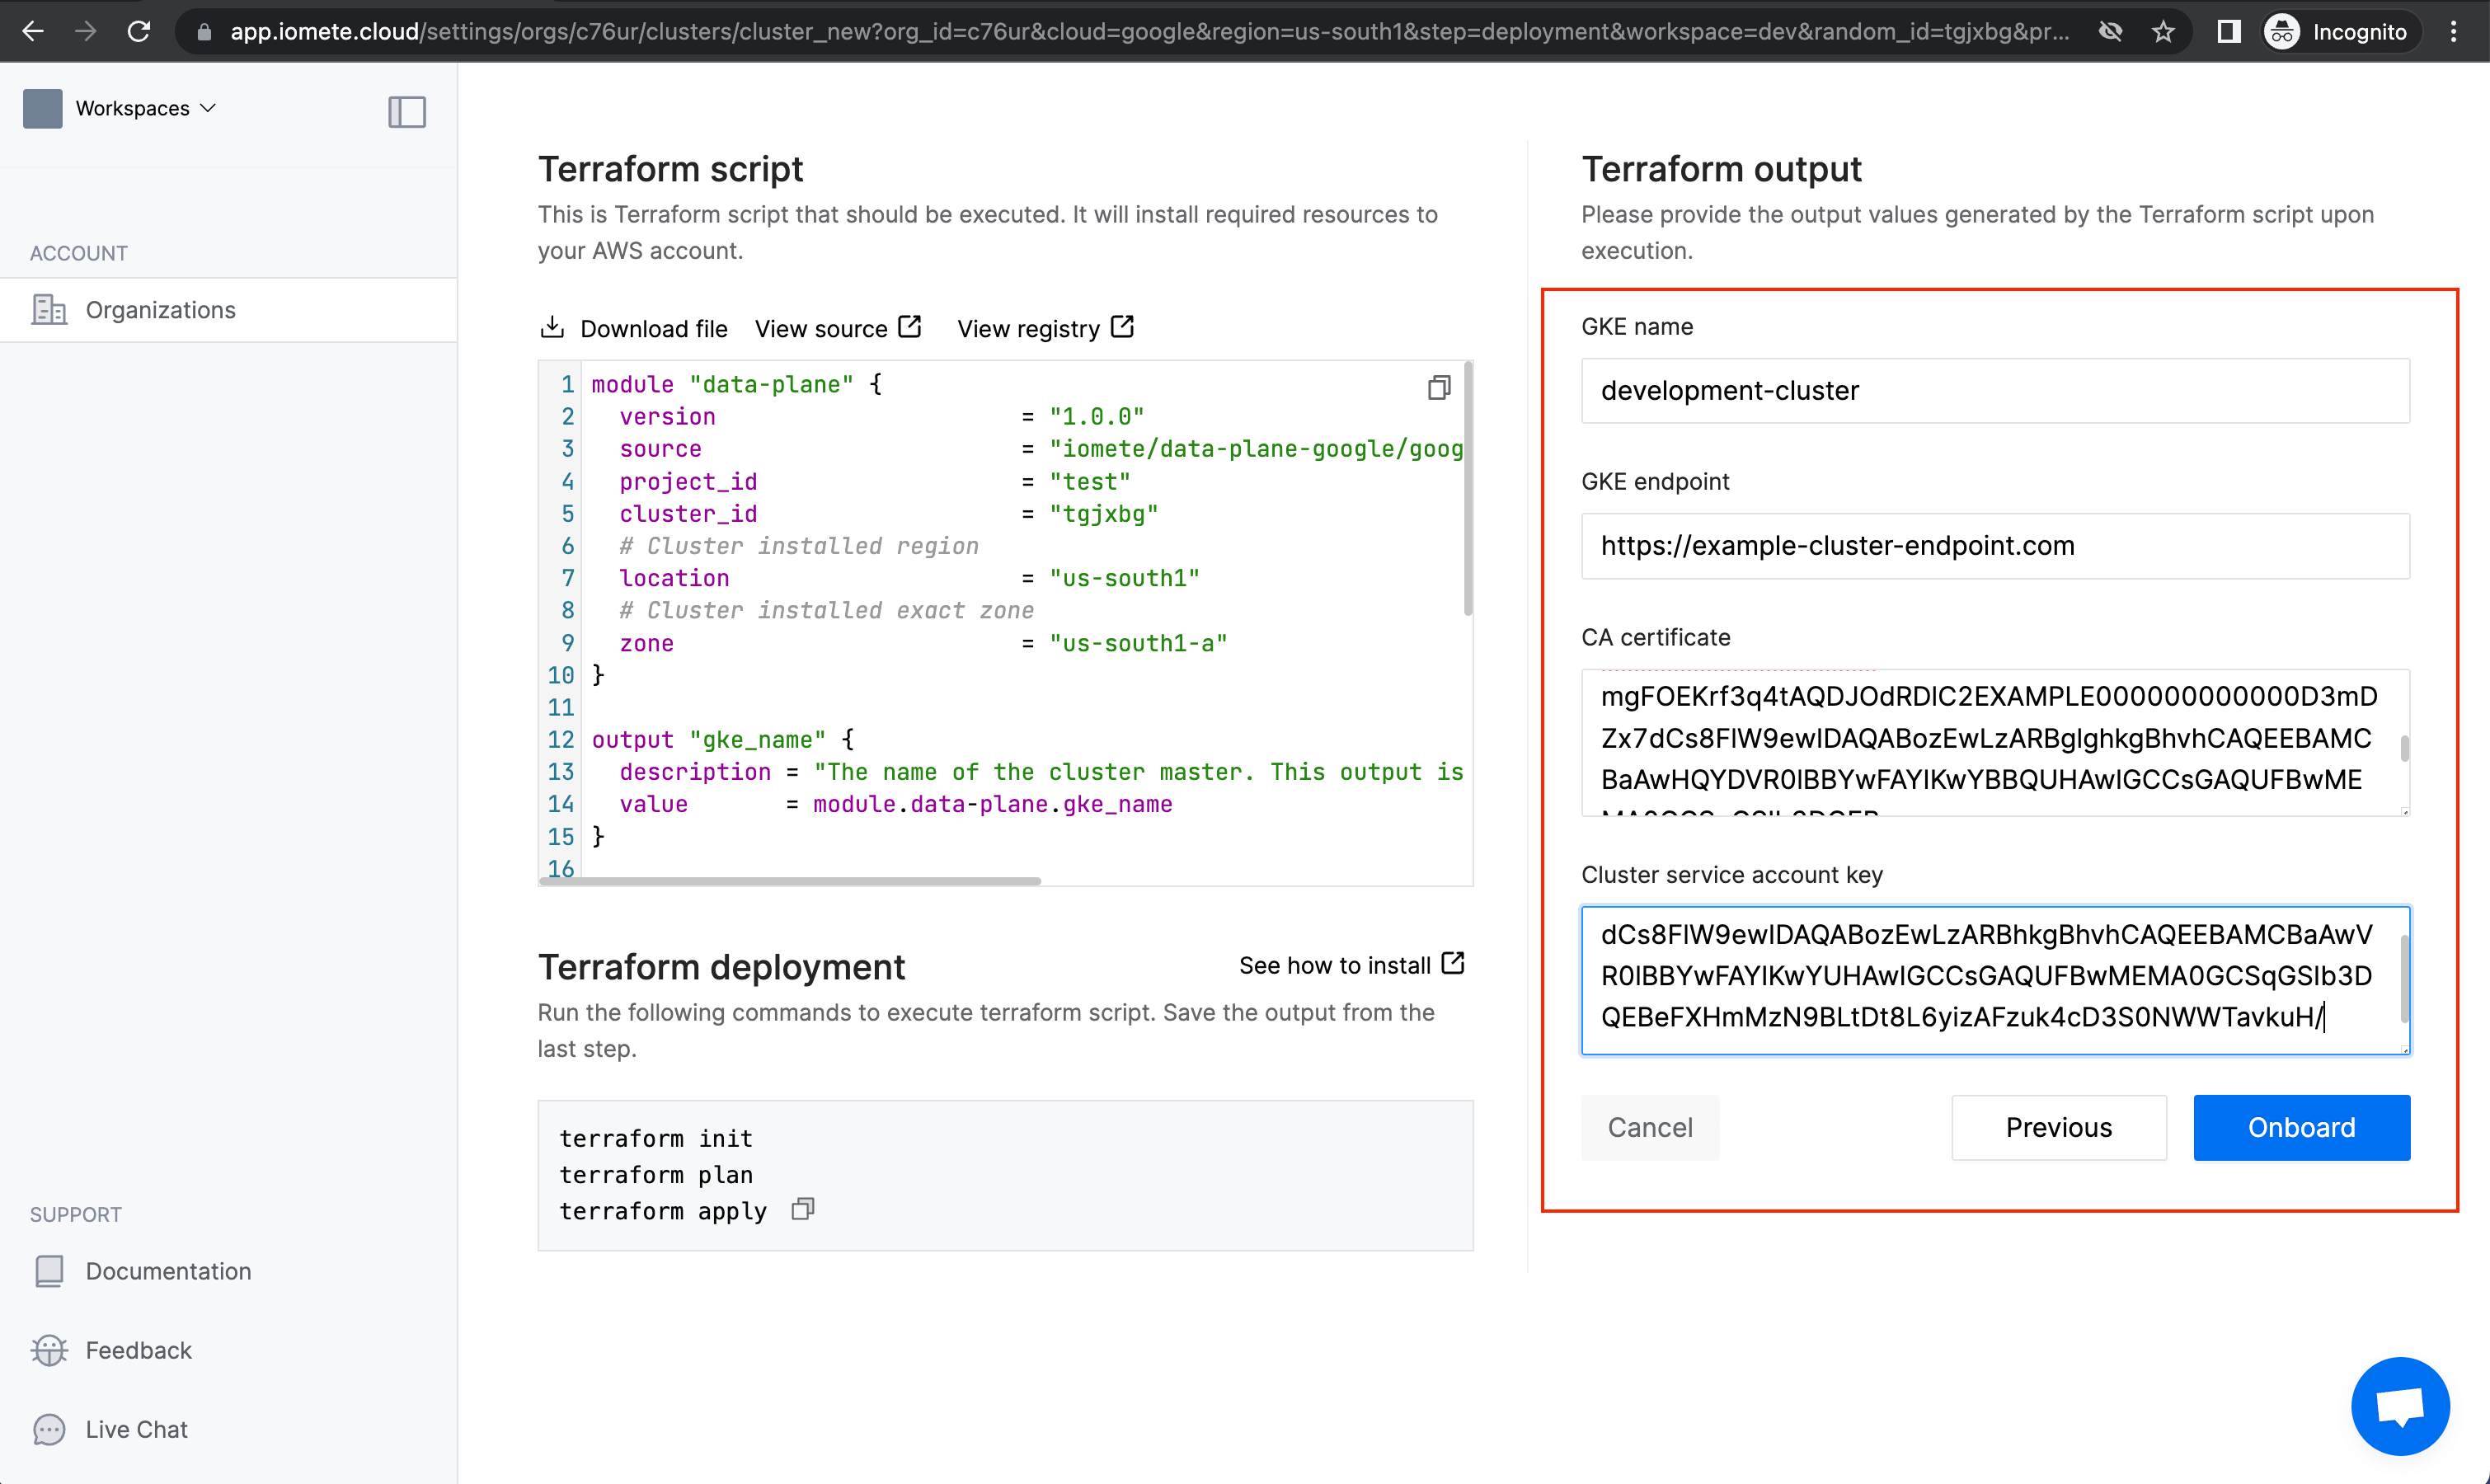 app.iomete.cloud/settings/orgs/c76ur/clusters/cluster_new?org_id=c76ur&cloud=google&region=us-south1&step=deployment&workspace=dev&random_id=tgjxbg&pr...
Incognito
Workspaces
ACCOUNT
Organizations
SUPPORT
Documentation
Feedback
Live Chat
Terraform script
This is Terraform script that should be executed. It will install required resources to
your AWS account.
Download file View source View registry
1 module "data-plane" {
2 version = "1.0.0"
3 source = "iomete/data-plane-google/goog
4 project_id = "test"
5 cluster_id = "tgjxbg"
6 # Cluster installed region
7 location = "us-south1"
8 # Cluster installed exact zone
9 zone = "us-south1-a"
10 }
11
12 output "gke_name" {
13 description = "The name of the cluster master. This output is
14 value = module.data-plane.gke_name
15 }
16
Terraform deployment
See how to install
Run the following commands to execute terraform script. Save the output from the
last step.
terraform init
terraform plan
terraform apply
Terraform output
Please provide the output values generated by the Terraform script upon
execution.
GKE name
development-cluster
GKE endpoint
https://example-cluster-endpoint.com
CA certificate
mgFOEKrf3q4tAQDJOdRDlC2EXAMPLE000000000000D3mD
Zx7dCs8FlW9ewIDAQABozEwLzARBglghkgBhvhCAQEEBAMC
BaAwHQYDVR0lBBYwFAYIKwYBBQUHAwIGCCsGAQUFBwME
Cluster service account key
dCs8FlW9ewIDAQABozEwLzARBhkgBhvhCAQEEBAMCBaAwV
R0lBBYwFAYIKwYUHAwIGCCsGAQUFBwMEMA0GCSqGSIb3D
QEBeFXHmMzN9BLtDt8L6yizAFzuk4cD3S0NWWTavkuH/
Cancel
Previous
Onboard